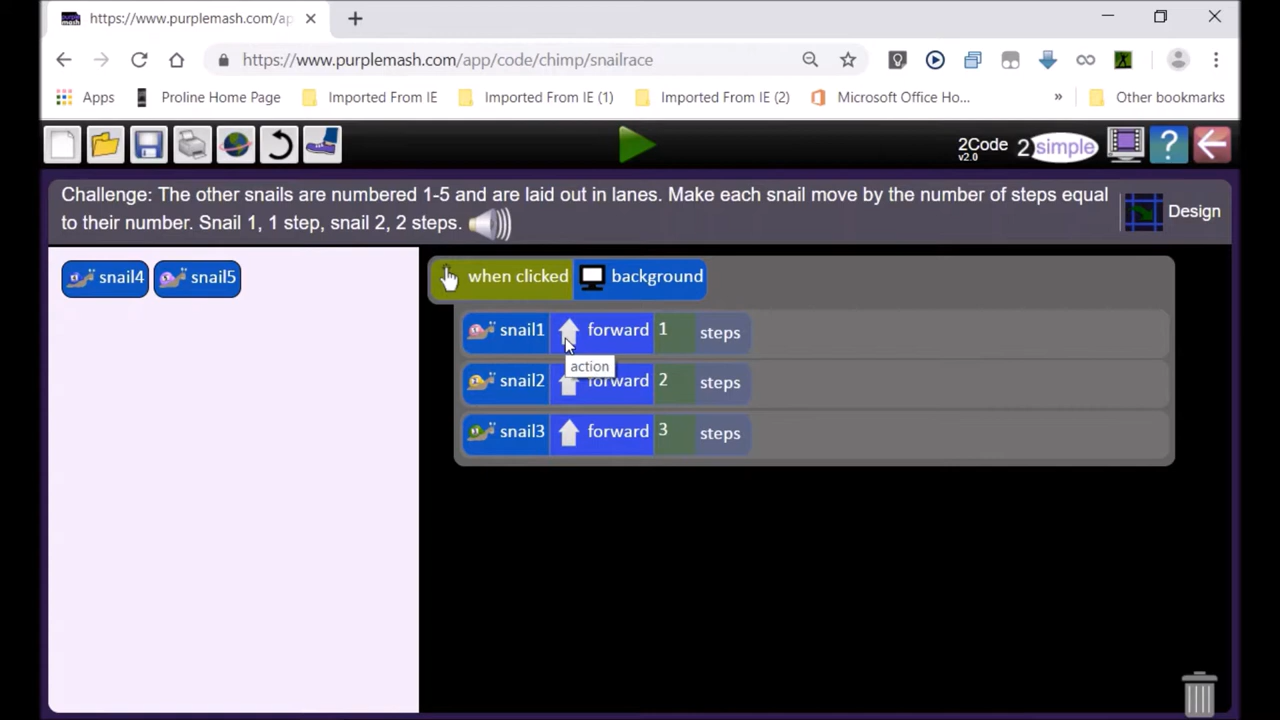 https://www.purplemash.com/ap
https://www.purplemash.com/app/code/chimp/snailrace
Apps
Proline Home Page
Imported From IE
Imported From IE (1)
Imported From IE (2)
Microsoft Office Ho...
»
Other bookmarks
2Code
v2.0
2simple
?
Challenge: The other snails are numbered 1-5 and are laid out in lanes. Make each snail move by the number of steps equal
to their number. Snail 1, 1 step, snail 2, 2 steps.
Design
snail4 snail5
when clicked background
snail1 forward 1 steps
action
snail2 forward 2 steps
snail3 forward 3 steps